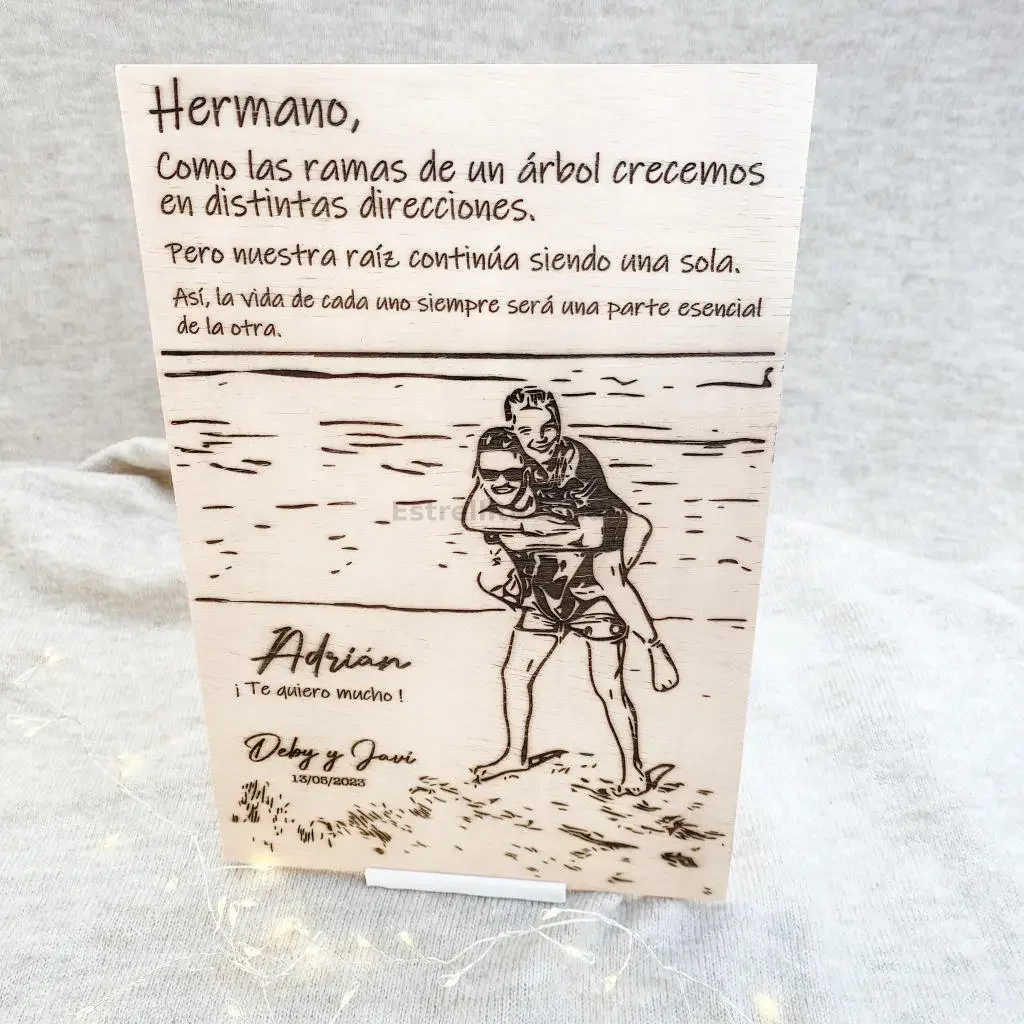 Hermano,
Como las ramas de un árbol crecemos
en distintas direcciones.
Pero nuestra raíz continúa siendo una sola.
Así, la vida de cada uno siempre será una parte esencial
de la otra.
Adrián
¡Te quiero mucho!
Deby y Javi
13/05/2023